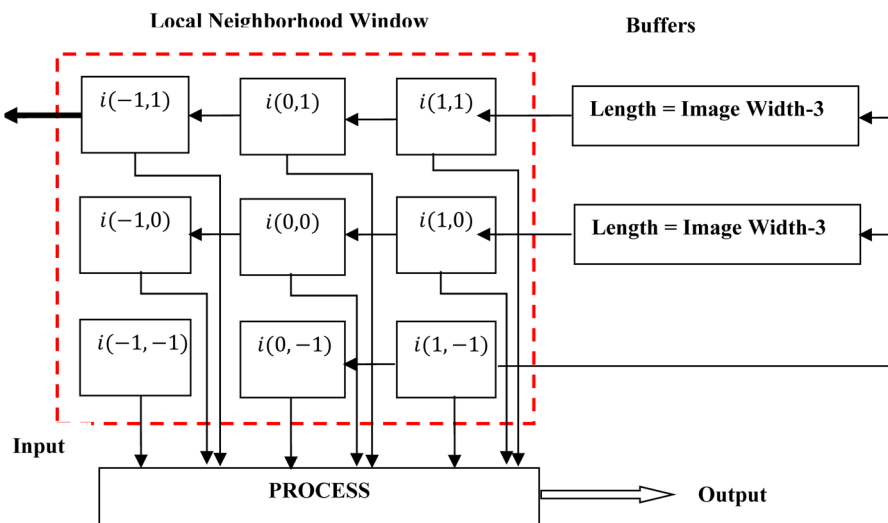 Local Neighborhood Window
Buffers
i(−1,1)
i(0,1)
i(1,1)
Length = Image Width-3
i(−1,0)
i(0,0)
i(1,0)
Length = Image Width-3
i(−1,−1)
i(0,−1)
i(1,−1)
Input
PROCESS
Output